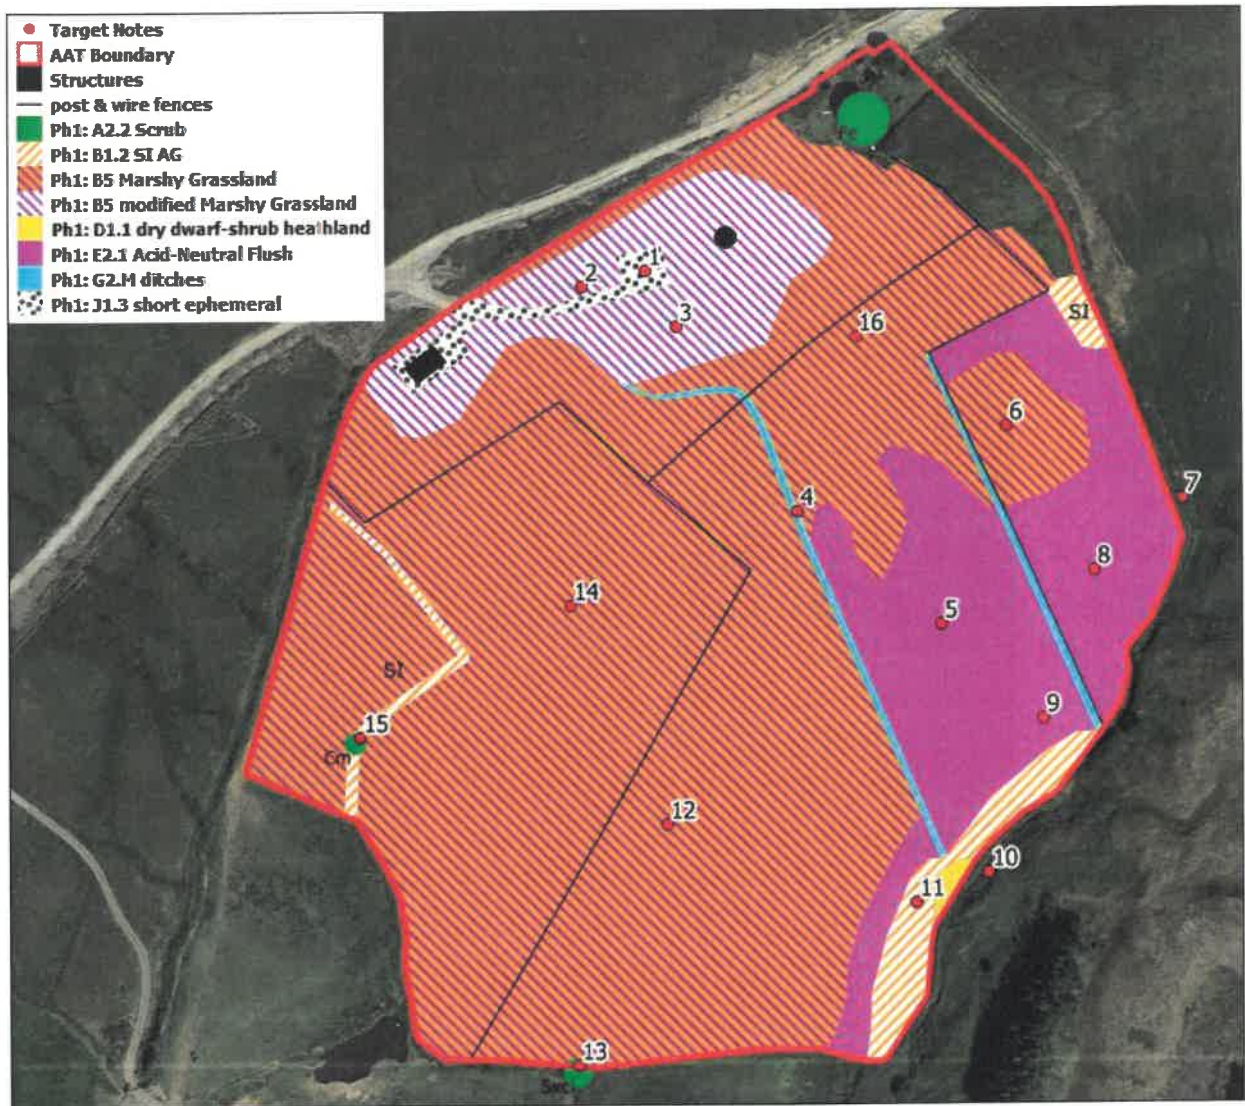 Target Notes
AAT Boundary
Structures
post & wire fences
Ph1: A2.2 Scrub
Ph1: B1.2 SI AG
Ph1: B5 Marshy Grassland
Ph1: B5 modified Marshy Grassland
Ph1: D1.1 dry dwarf-shrub heathland
Ph1: E2.1 Acid-Neutral Flush
Ph1: G2.M ditches
Ph1: J1.3 short ephemeral
Fe
1
2
3
SI
16
6
7
4
8
14
5
SI
9
15
Cm
12
10
11
13